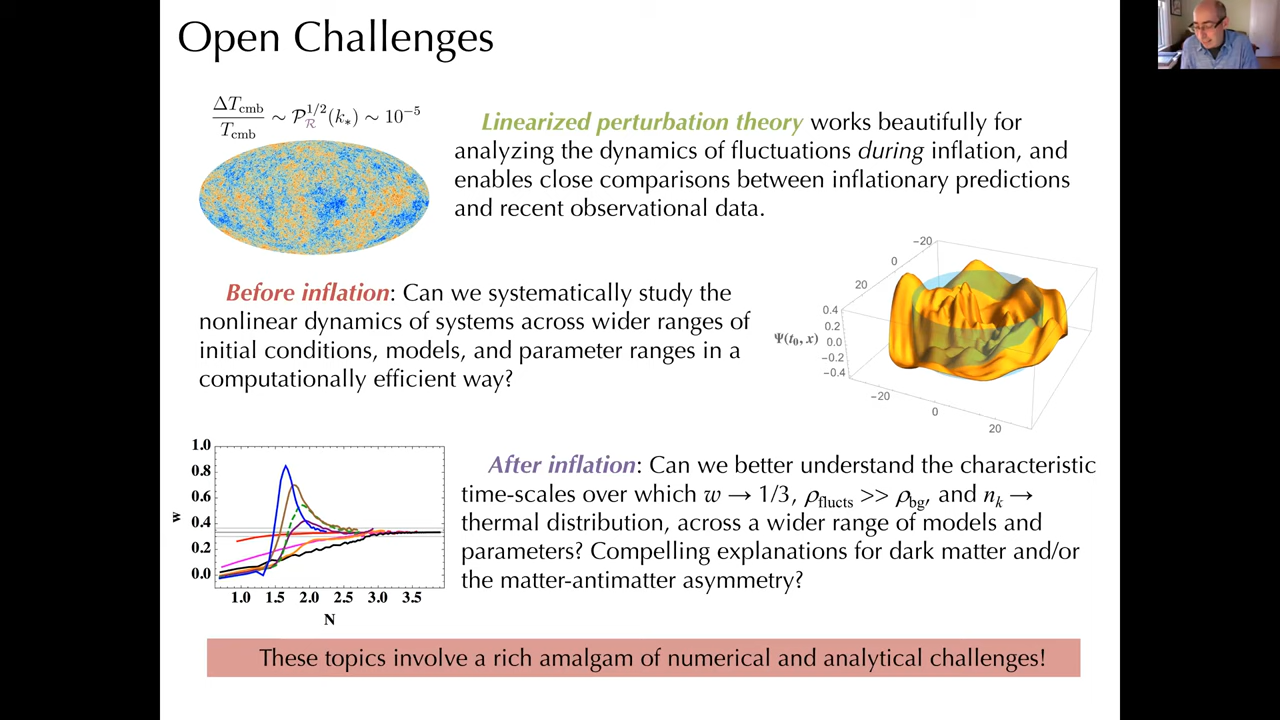 Open Challenges
ΔT_cmb / T_cmb ∼ P_R^{1/2}(k_*) ∼ 10^{-5}
Linearized perturbation theory works beautifully for
analyzing the dynamics of fluctuations during inflation, and
enables close comparisons between inflationary predictions
and recent observational data.
Before inflation: Can we systematically study the
nonlinear dynamics of systems across wider ranges of
initial conditions, models, and parameter ranges in a
computationally efficient way?
−20
0
20
0.4
0.2
Ψ(t₀, x) 0.0
−0.2
−0.4
−20
0
20
1.0
0.8
0.6
w 0.4
0.2
0.0
1.0 1.5 2.0 2.5 3.0 3.5
N
After inflation: Can we better understand the characteristic
time-scales over which w → 1/3, ρ_flucts >> ρ_bg, and n_k →
thermal distribution, across a wider range of models and
parameters? Compelling explanations for dark matter and/or
the matter-antimatter asymmetry?
These topics involve a rich amalgam of numerical and analytical challenges!